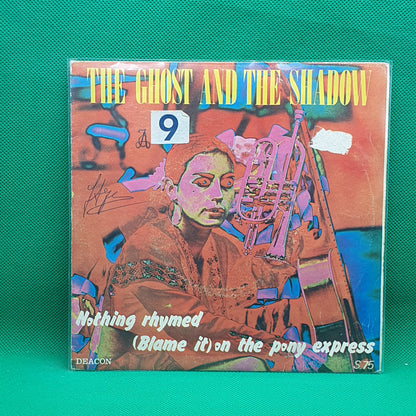 THE GHOST AND THE SHADOW
9
Nothing rhymed
(Blame it) on the pony express
DEACON
S.75